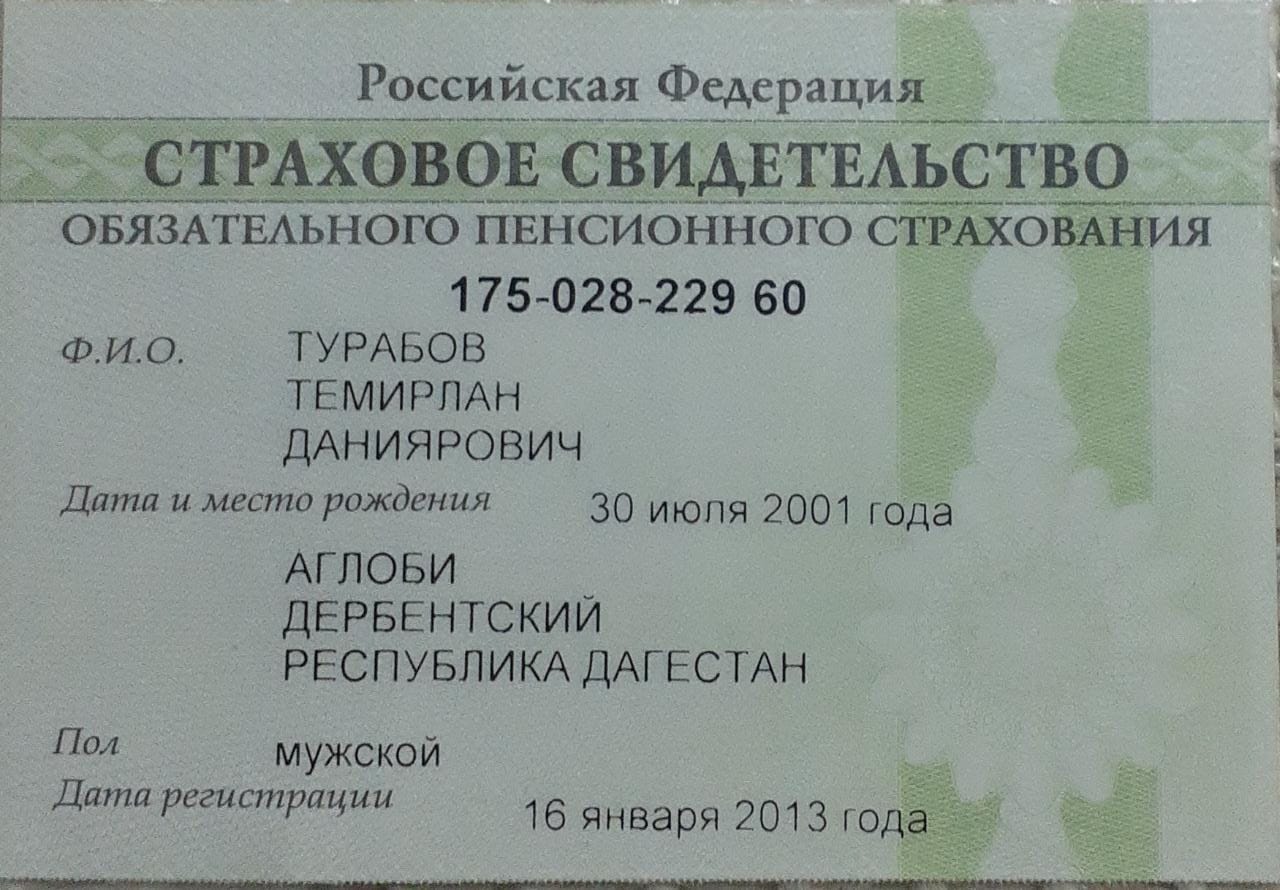 Российская Федерация
СТРАХОВОЕ СВИДЕТЕЛЬСТВО
ОБЯЗАТЕЛЬНОГО ПЕНСИОННОГО СТРАХОВАНИЯ
175-028-229 60
Ф.И.О. ТУРАБОВ
ТЕМИРЛАН
ДАНИЯРОВИЧ
Дата и место рождения 30 июля 2001 года
АГЛОБИ
ДЕРБЕНТСКИЙ
РЕСПУБЛИКА ДАГЕСТАН
Пол мужской
Дата регистрации 16 января 2013 года